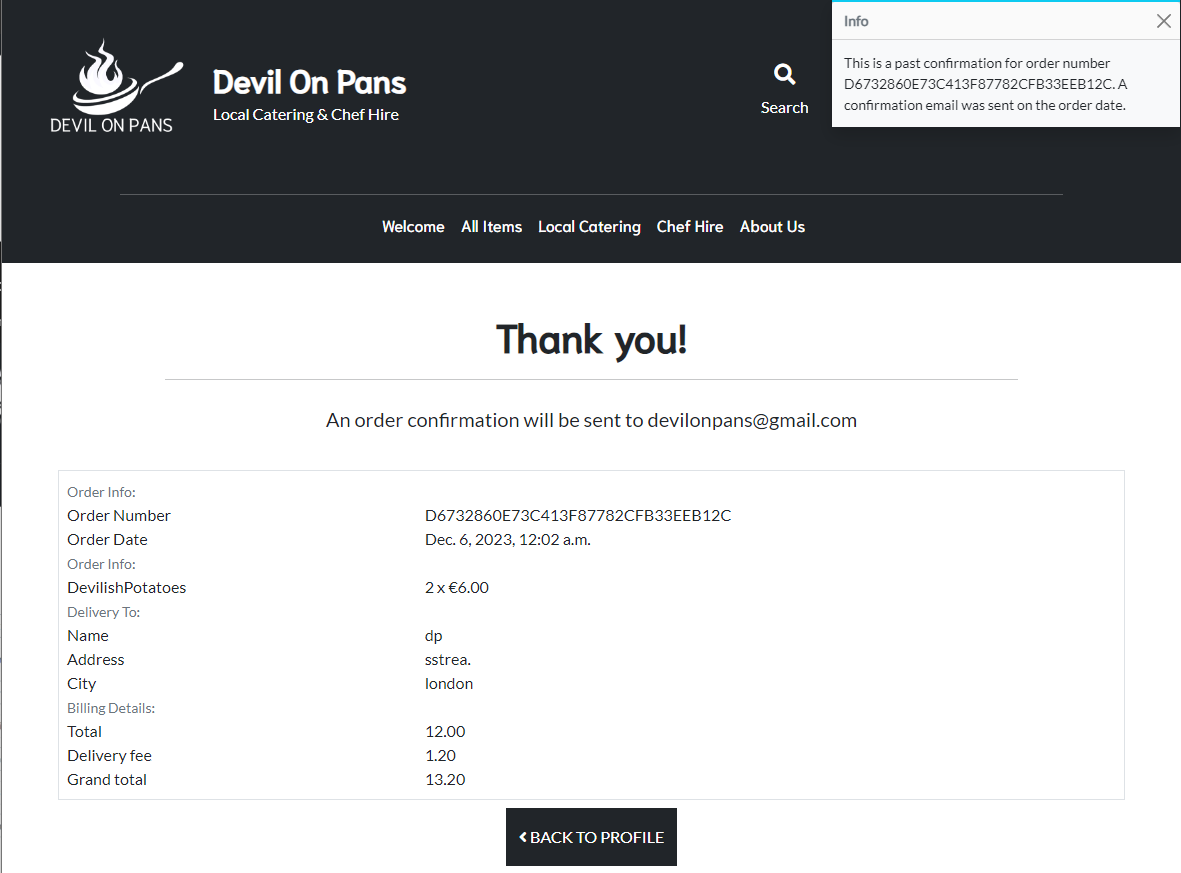 DEVIL ON PANS
Devil On Pans
Local Catering & Chef Hire
Search
Info
This is a past confirmation for order number
D6732860E73C413F87782CFB33EEB12C. A
confirmation email was sent on the order date.
Welcome All Items Local Catering Chef Hire About Us
Thank you!
An order confirmation will be sent to devilonpans@gmail.com
Order Info:
Order Number D6732860E73C413F87782CFB33EEB12C
Order Date Dec. 6, 2023, 12:02 a.m.
Order Info:
DevilishPotatoes 2 x €6.00
Delivery To:
Name dp
Address sstrea.
City london
Billing Details:
Total 12.00
Delivery fee 1.20
Grand total 13.20
BACK TO PROFILE